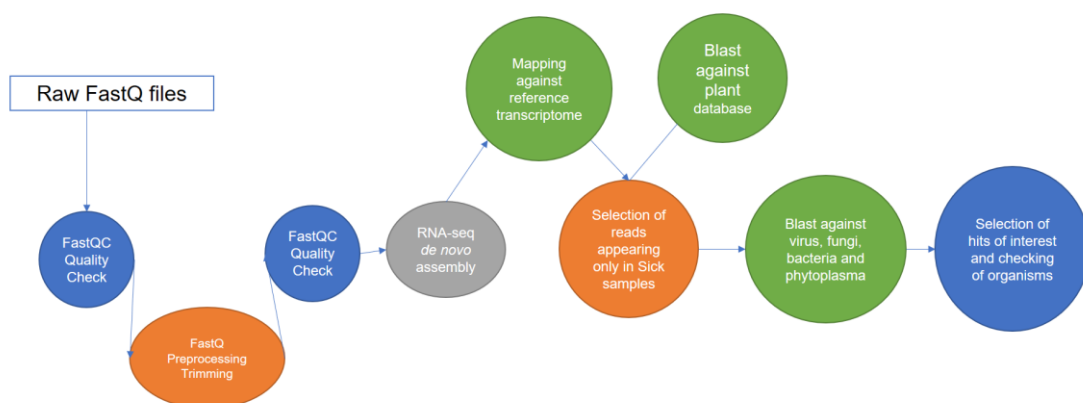 Raw FastQ files
FastQC
Quality
Check
FastQ
Preprocessing
Trimming
FastQC
Quality
Check
RNA-seq
de novo
assembly
Mapping
against
reference
transcriptome
Blast
against
plant
database
Selection of
reads
appearing
only in Sick
samples
Blast against
virus, fungi,
bacteria and
phytoplasma
Selection of
hits of interest
and checking
of organisms